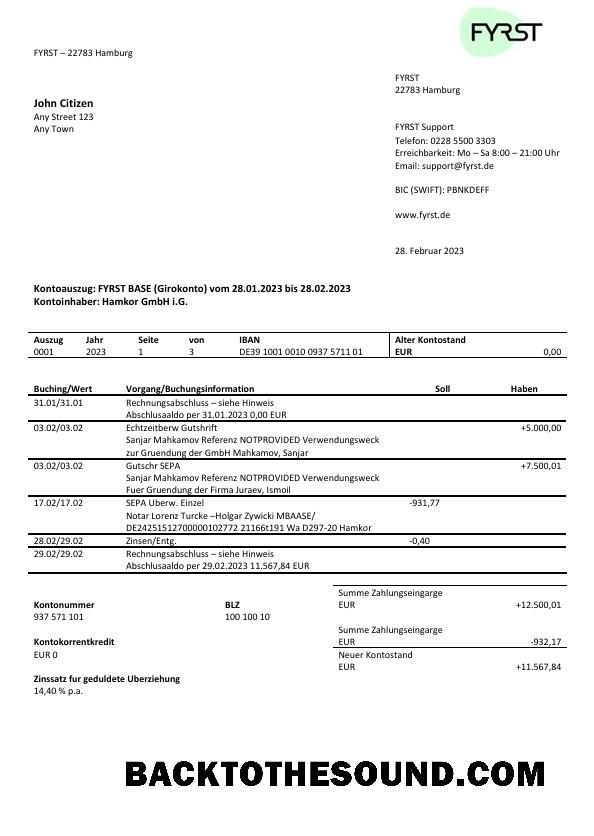 FYRST
FYRST – 22783 Hamburg
FYRST
22783 Hamburg
John Citizen
Any Street 123
Any Town
FYRST Support
Telefon: 0228 5500 3303
Erreichbarkeit: Mo – Sa 8:00 – 21:00 Uhr
Email: support@fyrst.de
BIC (SWIFT): PBNKDEFF
www.fyrst.de
28. Februar 2023
Kontoauszug: FYRST BASE (Girokonto) vom 28.01.2023 bis 28.02.2023
Kontoinhaber: Hamkor GmbH i.G.
Auszug Jahr Seite von IBAN Alter Kontostand
0001 2023 1 3 DE39 1001 0010 0937 5711 01 EUR 0,00
Buching/Wert Vorgang/Buchungsinformation Soll Haben
31.01/31.01 Rechnungsabschluss – siehe Hinweis
Abschlusaaldo per 31.01.2023 0,00 EUR
03.02/03.02 Echtzeitberw Gutshrift +5.000,00
Sanjar Mahkamov Referenz NOTPROVIDED Verwendungsweck
zur Gruendung der GmbH Mahkamov, Sanjar
03.02/03.02 Gutschr SEPA +7.500,01
Sanjar Mahkamov Referenz NOTPROVIDED Verwendungsweck
Fuer Gruendung der Firma Juraev, Ismoil
17.02/17.02 SEPA Uberw. Einzel -931,77
Notar Lorenz Turcke –Holgar Zywicki MBAASE/
DE24251512700000102772 21166t191 Wa D297-20 Hamkor
28.02/29.02 Zinsen/Entg. -0,40
29.02/29.02 Rechnungsabschluss – siehe Hinweis
Abschlusaaldo per 29.02.2023 11.567,84 EUR
Summe Zahlungseingarge
Kontonummer BLZ EUR +12.500,01
937 571 101 100 100 10
Summe Zahlungseingarge
Kontokorrentkredit EUR -932,17
EUR 0 Neuer Kontostand
EUR +11.567,84
Zinssatz fur geduldete Uberziehung
14,40 % p.a.
BACKTOTHESOUND.COM